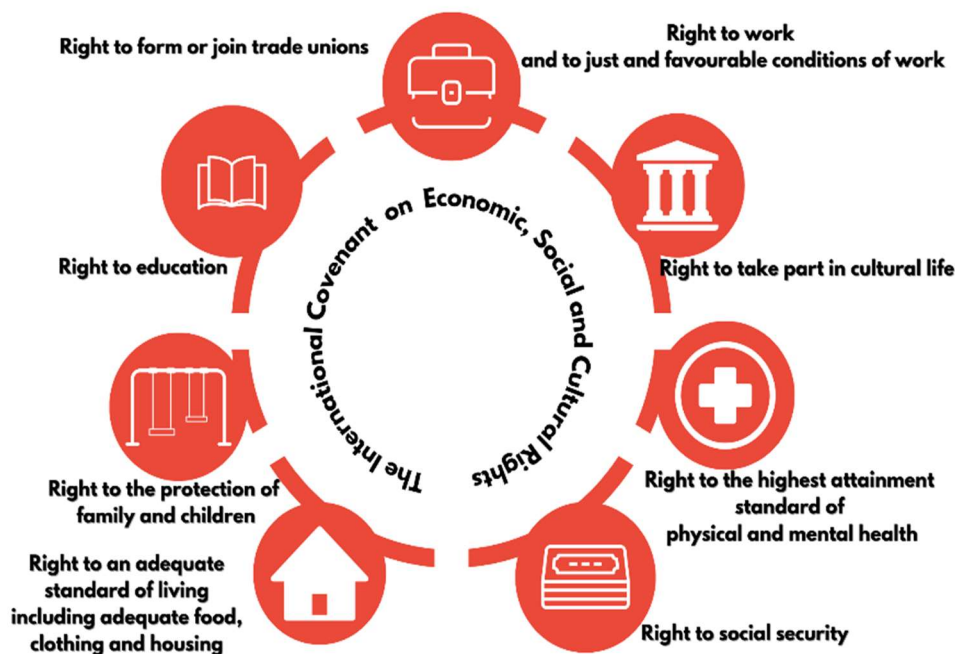 Right to form or join trade unions
Right to work
and to just and favourable conditions of work
The International Covenant on Economic, Social and Cultural Rights
Right to education
Right to take part in cultural life
Right to the protection of
family and children
Right to the highest attainment
standard of
physical and mental health
Right to an adequate
standard of living
including adequate food,
clothing and housing
Right to social security